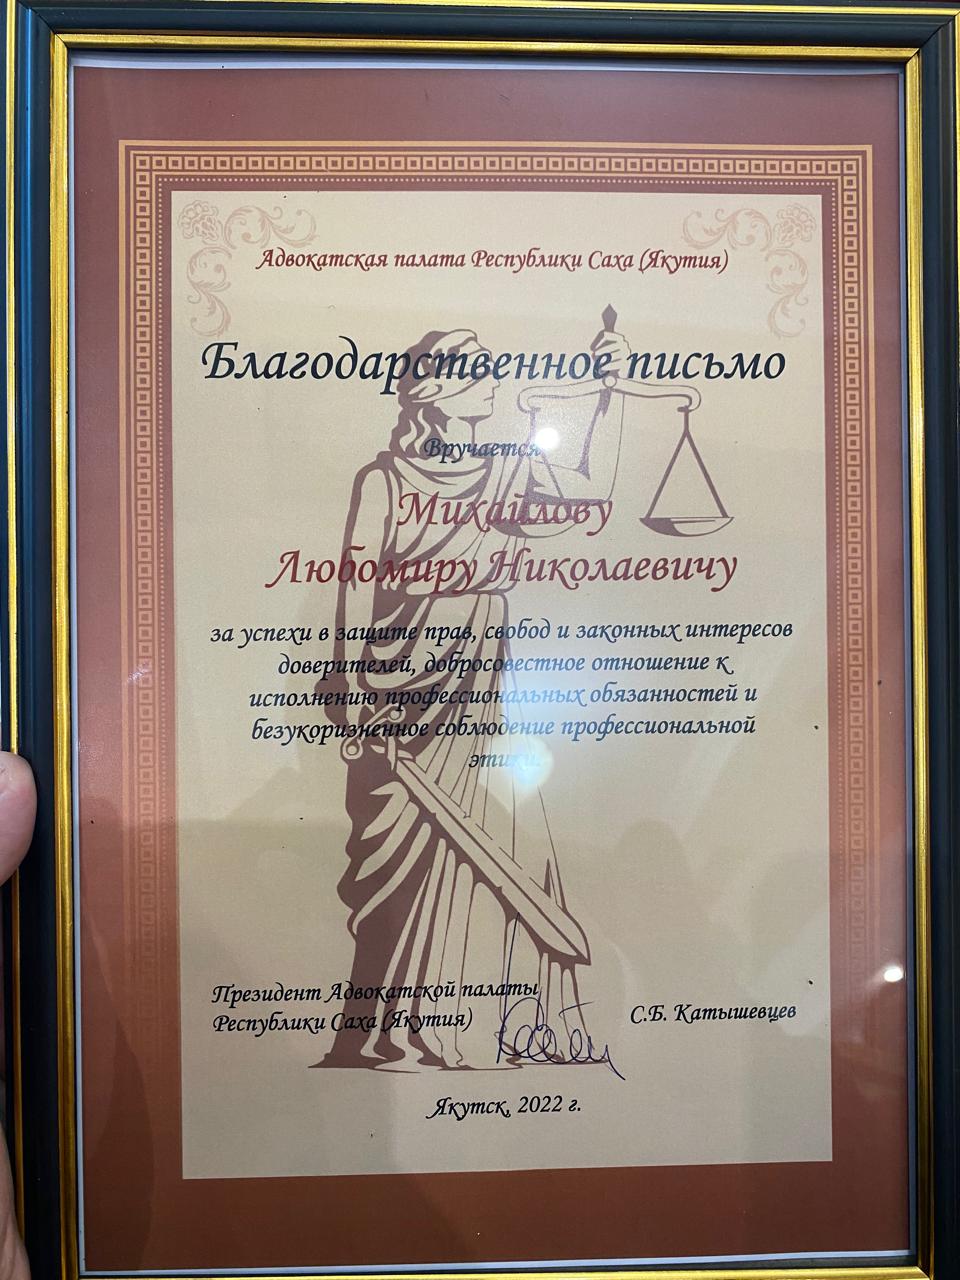 Адвокатская палата Республики Саха (Якутия)
Благодарственное письмо
Вручается
Михайлову
Любомиру Николаевичу
за успехи в защите прав, свобод и законных интересов
доверителей, добросовестное отношение к
исполнению профессиональных обязанностей и
безукоризненное соблюдение профессиональной
этики.
Президент Адвокатской палаты
Республики Саха (Якутия)
С.Б. Катышевцев
Якутск, 2022 г.